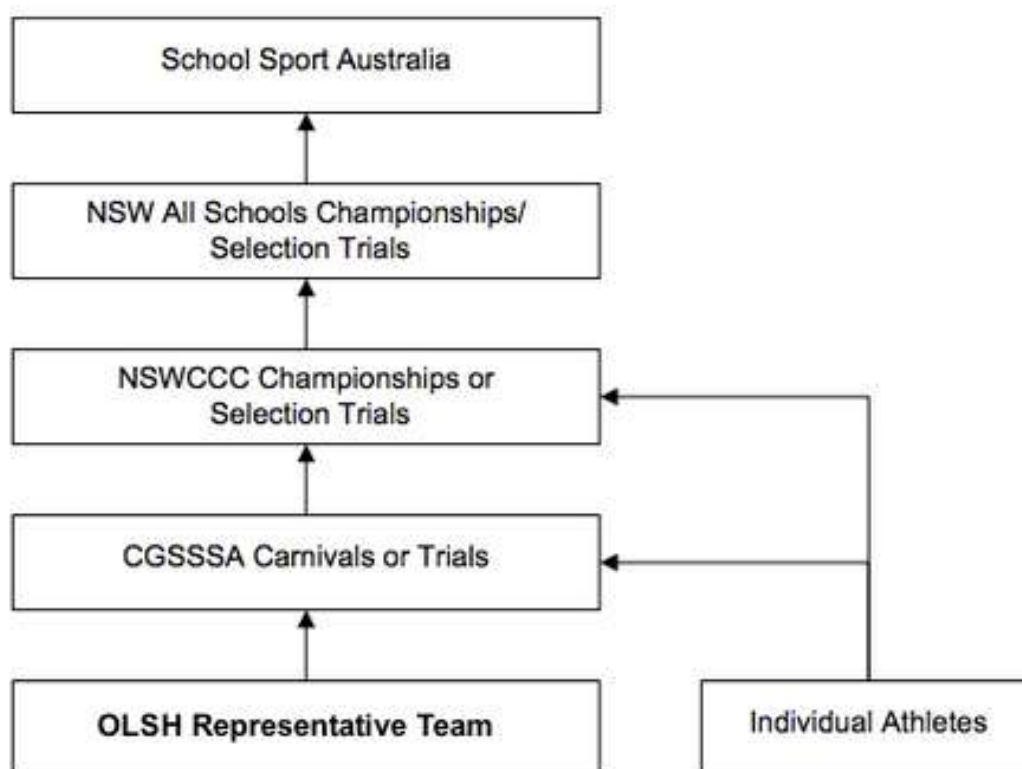 School Sport Australia
NSW All Schools Championships/
Selection Trials
NSWCCC Championships or
Selection Trials
CGSSSA Carnivals or Trials
OLSH Representative Team
Individual Athletes